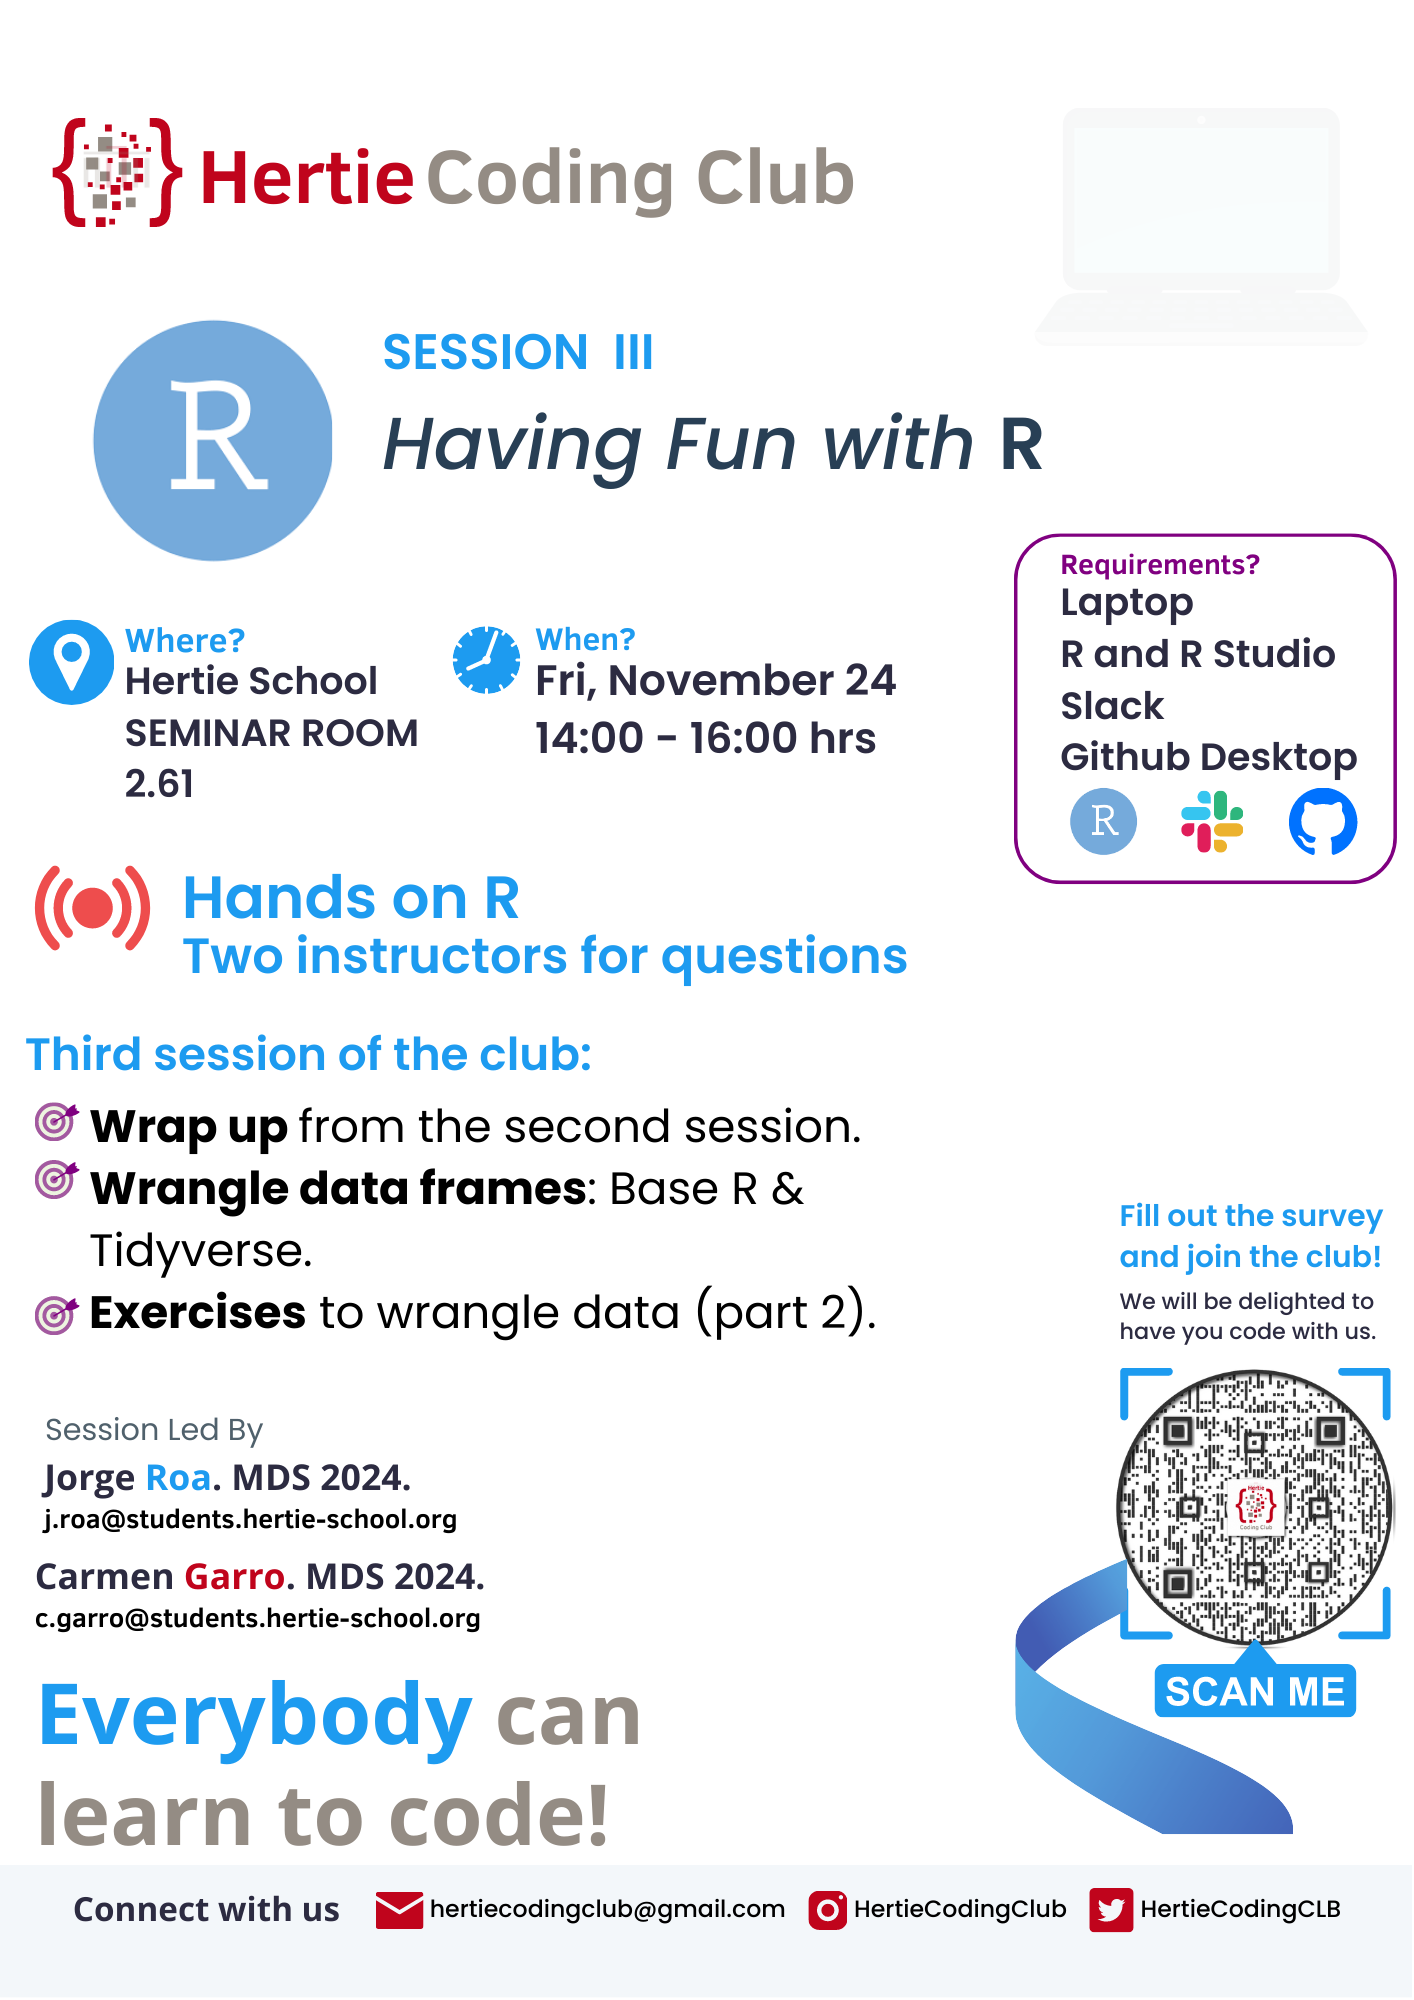 Hertie Coding Club
R
SESSION III
Having Fun with R
Where?
Hertie School
SEMINAR ROOM
2.61
When?
Fri, November 24
14:00 - 16:00 hrs
Requirements?
Laptop
R and R Studio
Slack
Github Desktop
R
Hands on R
Two instructors for questions
Third session of the club:
Wrap up from the second session.
Wrangle data frames: Base R &
Tidyverse.
Exercises to wrangle data (part 2).
Fill out the survey
and join the club!
We will be delighted to
have you code with us.
Hertie
Coding Club
SCAN ME
Session Led By
Jorge Roa. MDS 2024.
j.roa@students.hertie-school.org
Carmen Garro. MDS 2024.
c.garro@students.hertie-school.org
Everybody can
learn to code!
Connect with us hertiecodingclub@gmail.com HertieCodingClub HertieCodingCLB